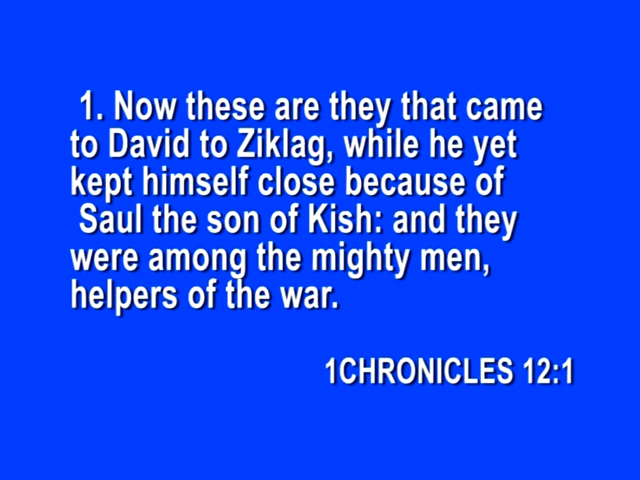 1. Now these are they that came
to David to Ziklag, while he yet
kept himself close because of
Saul the son of Kish: and they
were among the mighty men,
helpers of the war.
1CHRONICLES 12:1